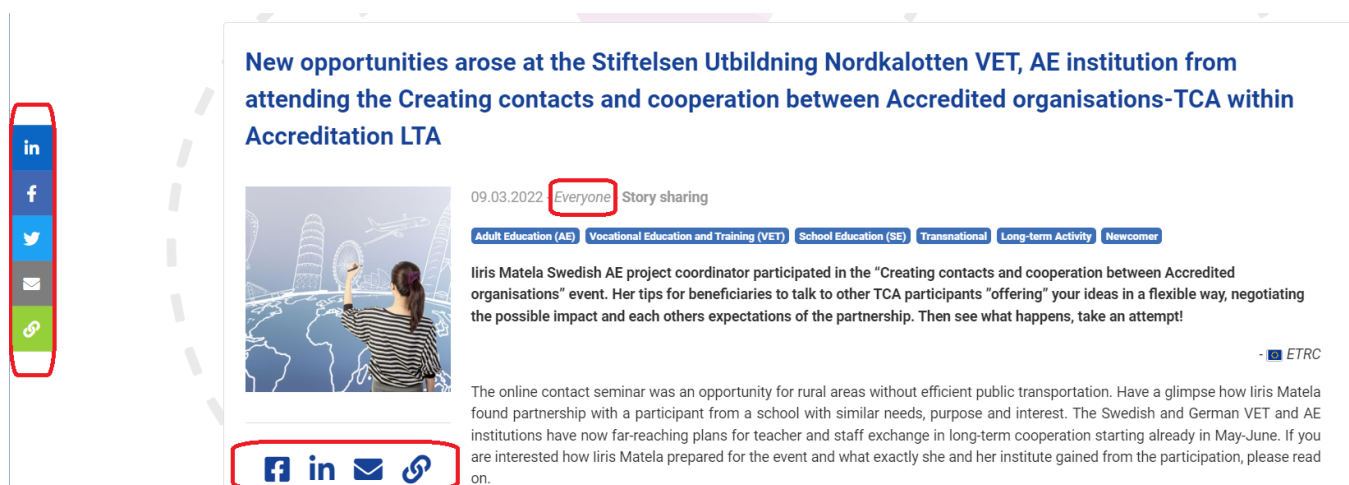 New opportunities arose at the Stiftelsen Utbildning Nordkalotten VET, AE institution from
attending the Creating contacts and cooperation between Accredited organisations-TCA within
Accreditation LTA
in
f
09.03.2022 - Everyone - Story sharing
Adult Education (AE) Vocational Education and Training (VET) School Education (SE) Transnational Long-term Activity Newcomer
Iiris Matela Swedish AE project coordinator participated in the “Creating contacts and cooperation between Accredited
organisations” event. Her tips for beneficiaries to talk to other TCA participants ”offering” your ideas in a flexible way, negotiating
the possible impact and each others expectations of the partnership. Then see what happens, take an attempt!
- ETRC
The online contact seminar was an opportunity for rural areas without efficient public transportation. Have a glimpse how Iiris Matela
found partnership with a participant from a school with similar needs, purpose and interest. The Swedish and German VET and AE
institutions have now far-reaching plans for teacher and staff exchange in long-term cooperation starting already in May-June. If you
are interested how Iiris Matela prepared for the event and what exactly she and her institute gained from the participation, please read
on.
f in